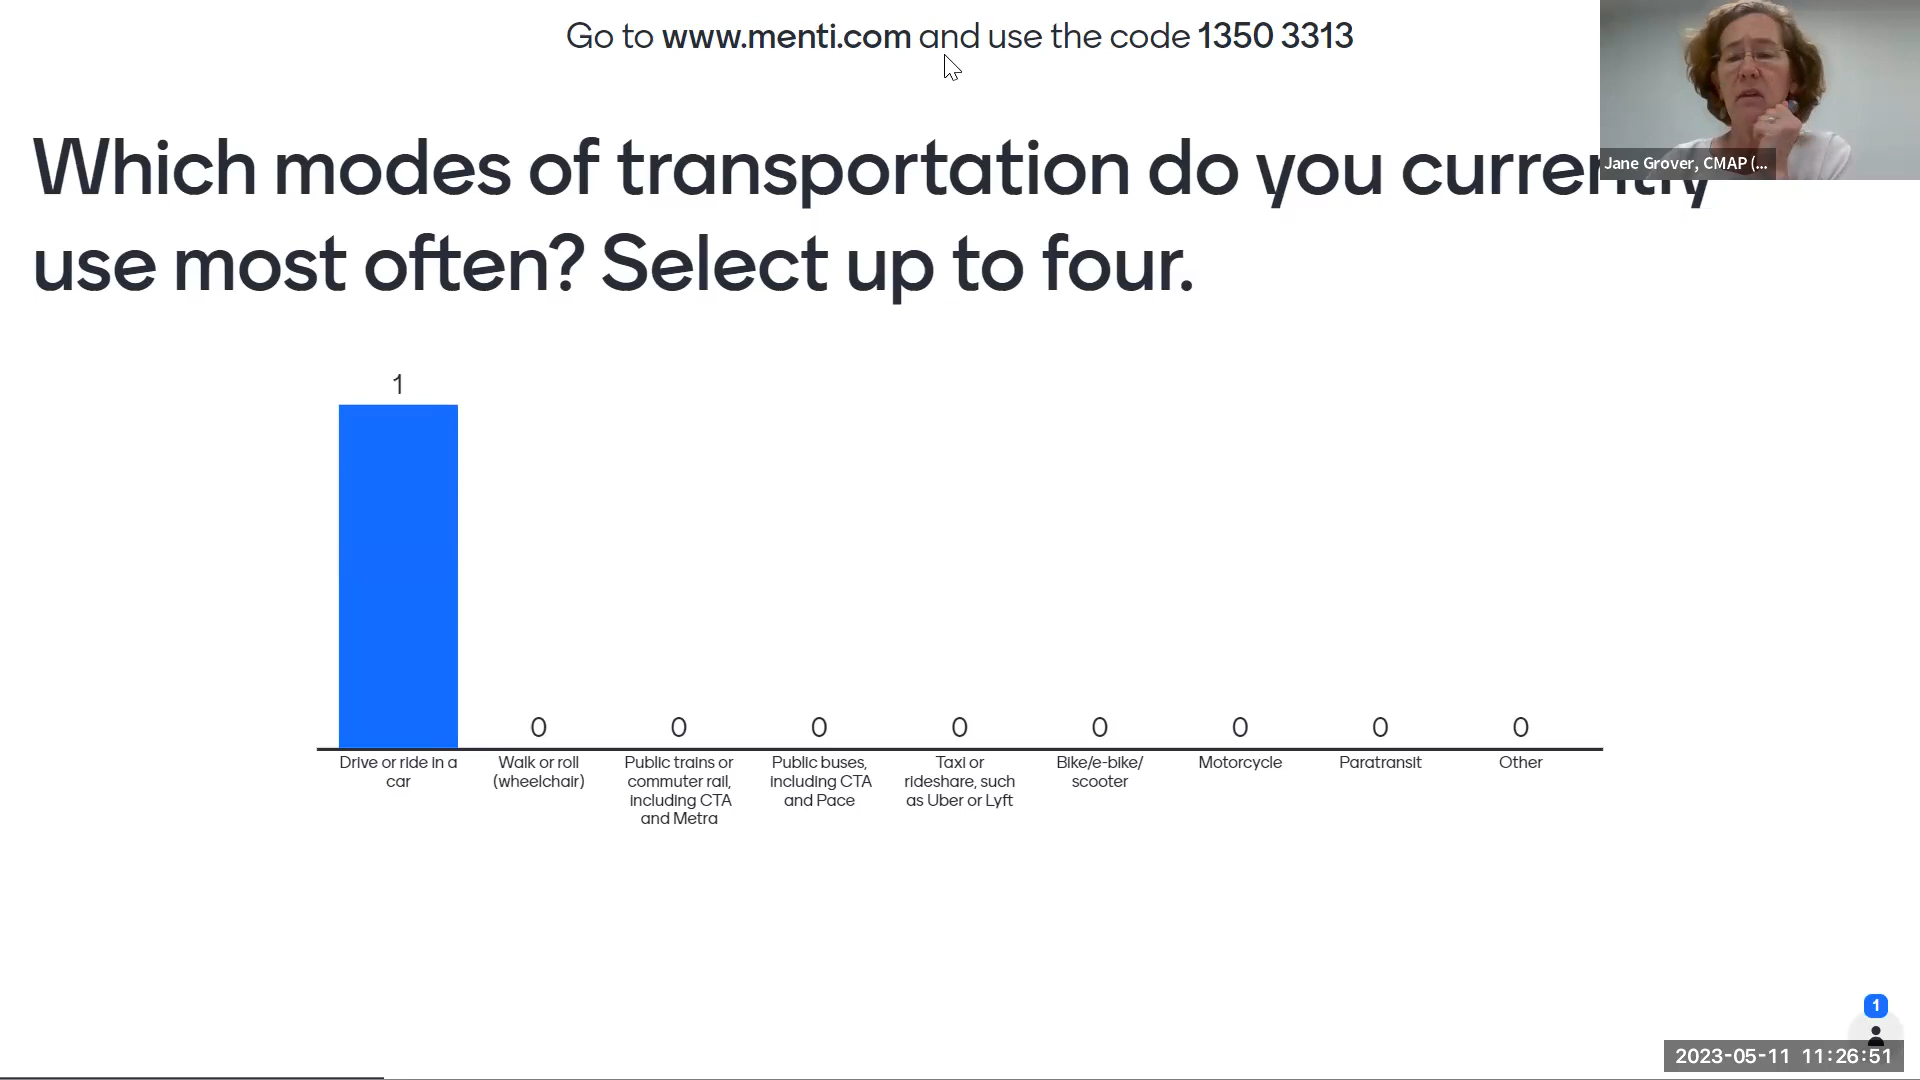 Go to www.menti.com and use the code 1350 3313
Which modes of transportation do you currently
use most often? Select up to four.
Jane Grover, CMAP (...
1
0
0
0
0
0
0
0
0
Drive or ride in a
car
Walk or roll
(wheelchair)
Public trains or
commuter rail,
including CTA
and Metra
Public buses,
including CTA
and Pace
Taxi or
rideshare, such
as Uber or Lyft
Bike/e-bike/
scooter
Motorcycle
Paratransit
Other
1
2023-05-11 11:26:51